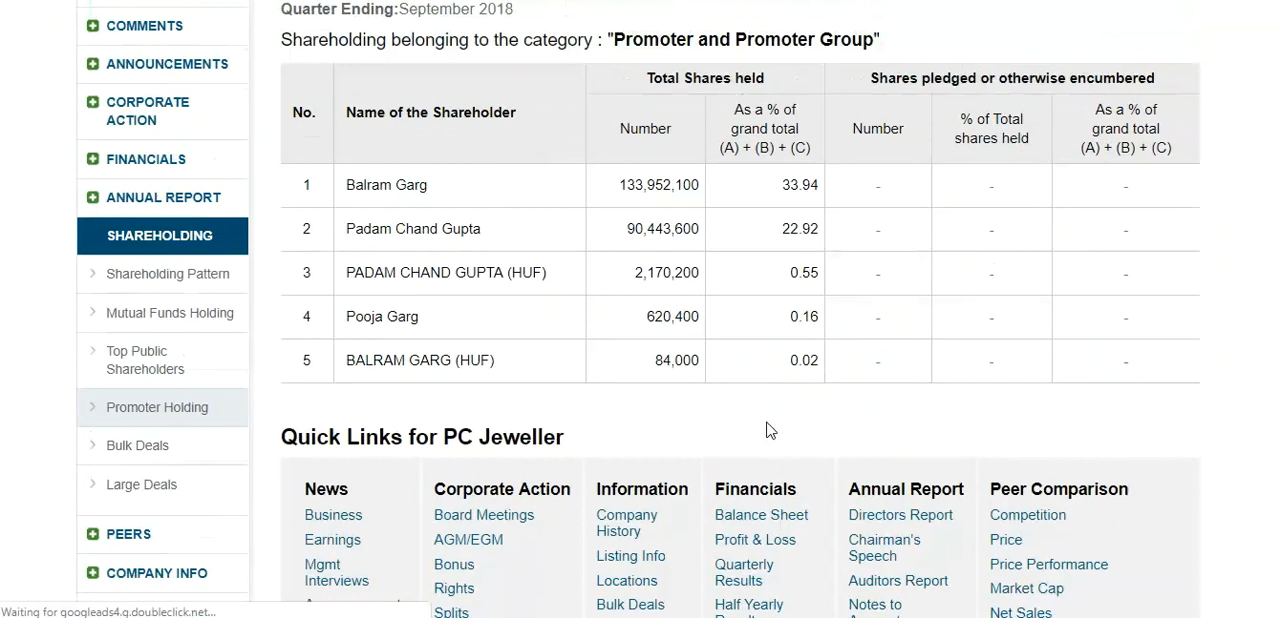 COMMENTS
ANNOUNCEMENTS
CORPORATE
ACTION
FINANCIALS
ANNUAL REPORT
SHAREHOLDING
Shareholding Pattern
Mutual Funds Holding
Top Public
Shareholders
Promoter Holding
Bulk Deals
Large Deals
PEERS
COMPANY INFO
Waiting for googleads4.g.doubleclick.net...
Quarter Ending:September 2018
Shareholding belonging to the category : "Promoter and Promoter Group"
No. Name of the Shareholder Total Shares held Shares pledged or otherwise encumbered
Number As a % of grand total (A) + (B) + (C) Number % of Total shares held As a % of grand total (A) + (B) + (C)
1 Balram Garg 133,952,100 33.94 - - -
2 Padam Chand Gupta 90,443,600 22.92 - - -
3 PADAM CHAND GUPTA (HUF) 2,170,200 0.55 - - -
4 Pooja Garg 620,400 0.16 - - -
5 BALRAM GARG (HUF) 84,000 0.02 - - -
Quick Links for PC Jeweller
News
Business
Earnings
Mgmt
Interviews
Corporate Action
Board Meetings
AGM/EGM
Bonus
Rights
Splits
Information
Company
History
Listing Info
Locations
Bulk Deals
Financials
Balance Sheet
Profit & Loss
Quarterly
Results
Half Yearly
Annual Report
Directors Report
Chairman's
Speech
Auditors Report
Notes to
Peer Comparison
Competition
Price
Price Performance
Market Cap
Net Sales